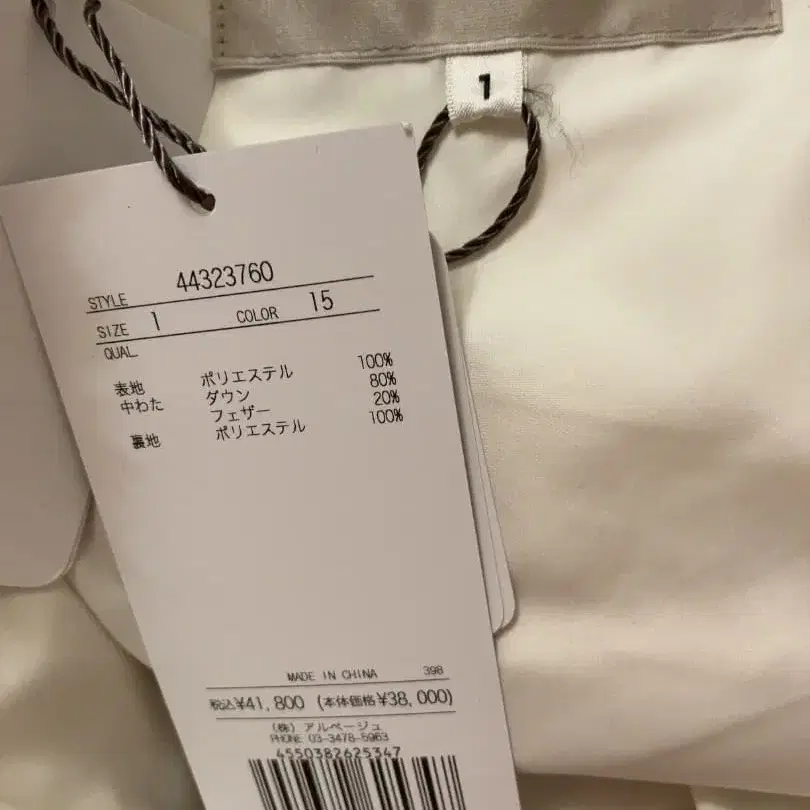 1
STYLE 44323760
SIZE 1 COLOR 15
QUAL
表地 ポリエステル 100%
中わた ダウン 80%
フェザー 20%
裏地 ポリエステル 100%
MADE IN CHINA 398
税込¥41,800 (本体価格¥38,000)
(株) アルページュ
PHONE 03-3478-5963
4550382625347